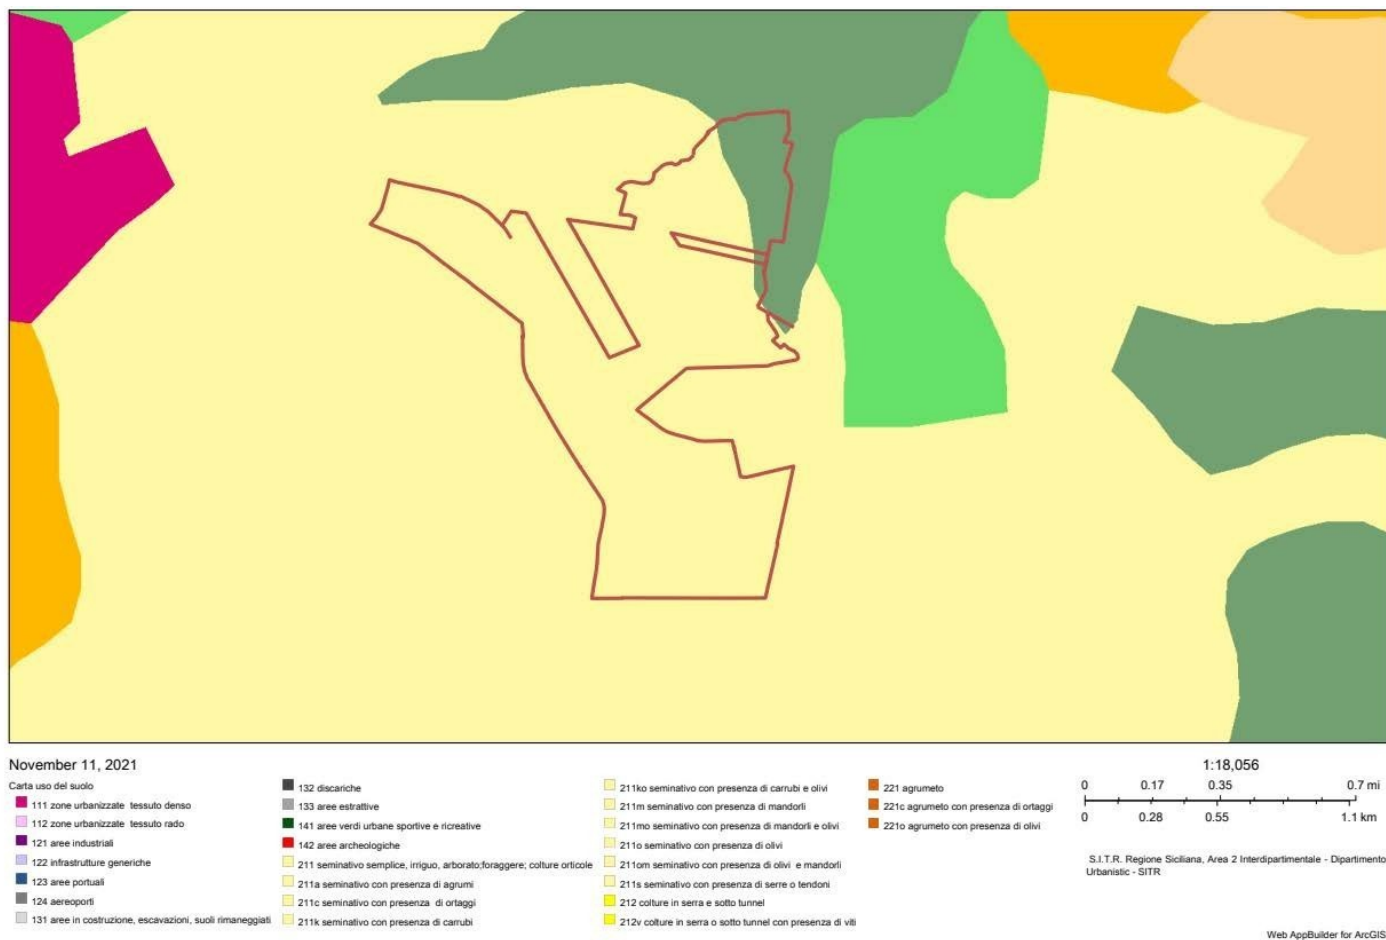 November 11, 2021
Carta uso del suolo
111 zone urbanizzate tessuto denso
112 zone urbanizzate tessuto rado
121 aree industriali
122 infrastrutture generiche
123 aree portuali
124 aereoporti
131 aree in costruzione, escavazioni, suoli rimaneggiati
132 discariche
133 aree estrattive
141 aree verdi urbane sportive e ricreative
142 aree archeologiche
211 seminativo semplice, irriguo, arborato;foraggere; colture orticole
211a seminativo con presenza di agrumi
211c seminativo con presenza di ortaggi
211k seminativo con presenza di carrubi
211ko seminativo con presenza di carrubi e olivi
211m seminativo con presenza di mandorli
211mo seminativo con presenza di mandorli e olivi
211o seminativo con presenza di olivi
211om seminativo con presenza di olivi e mandorli
211s seminativo con presenza di serre o tendoni
212 colture in serra e sotto tunnel
212v colture in serra o sotto tunnel con presenza di viti
221 agrumeto
221c agrumeto con presenza di ortaggi
221o agrumeto con presenza di olivi
1:18,056
0 0.17 0.35 0.7 mi
0 0.28 0.55 1.1 km
S.I.T.R. Regione Siciliana, Area 2 Interdipartimentale - Dipartimento
Urbanistic - SITR
Web AppBuilder for ArcGIS